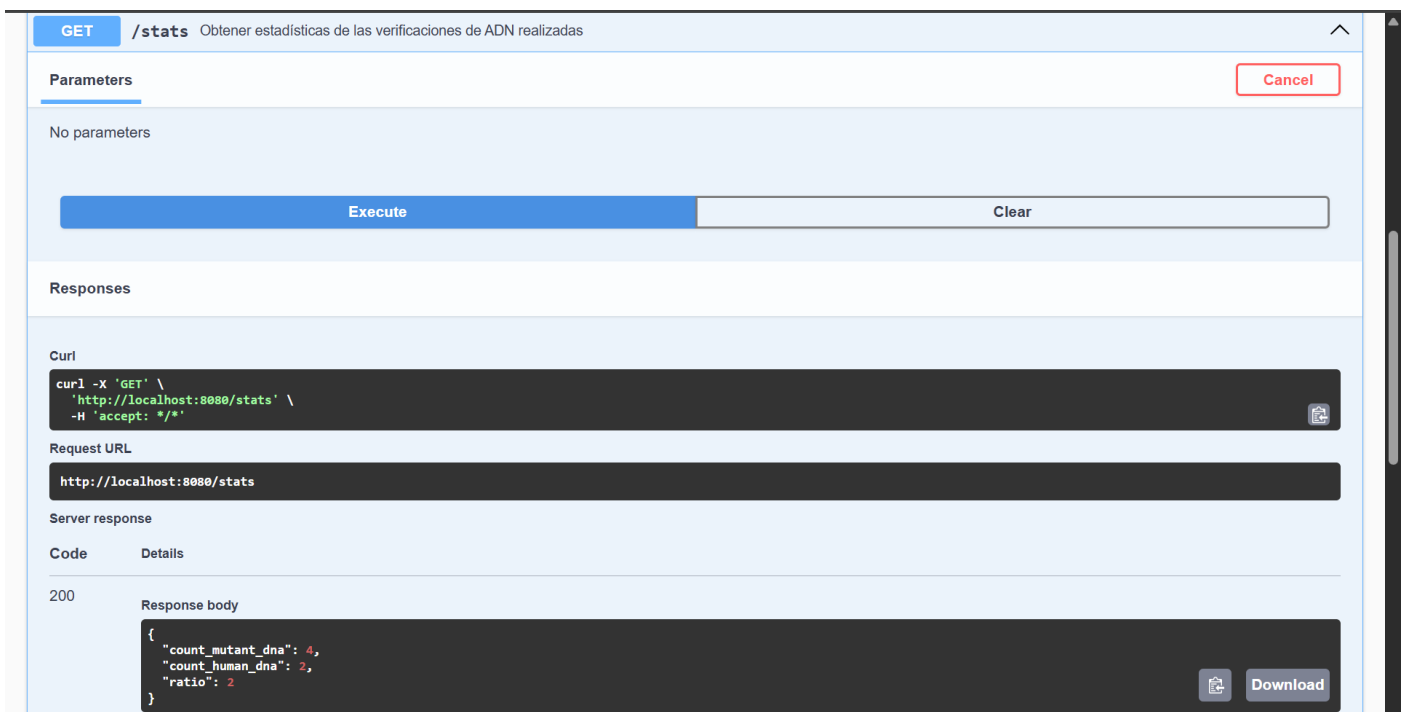 GET /stats Obtener estadísticas de las verificaciones de ADN realizadas
Parameters Cancel
No parameters
Execute Clear
Responses
Curl
curl -X 'GET' \
  'http://localhost:8080/stats' \
  -H 'accept: */*'
Request URL
http://localhost:8080/stats
Server response
Code Details
200
Response body
{
  "count_mutant_dna": 4,
  "count_human_dna": 2,
  "ratio": 2
}
Download